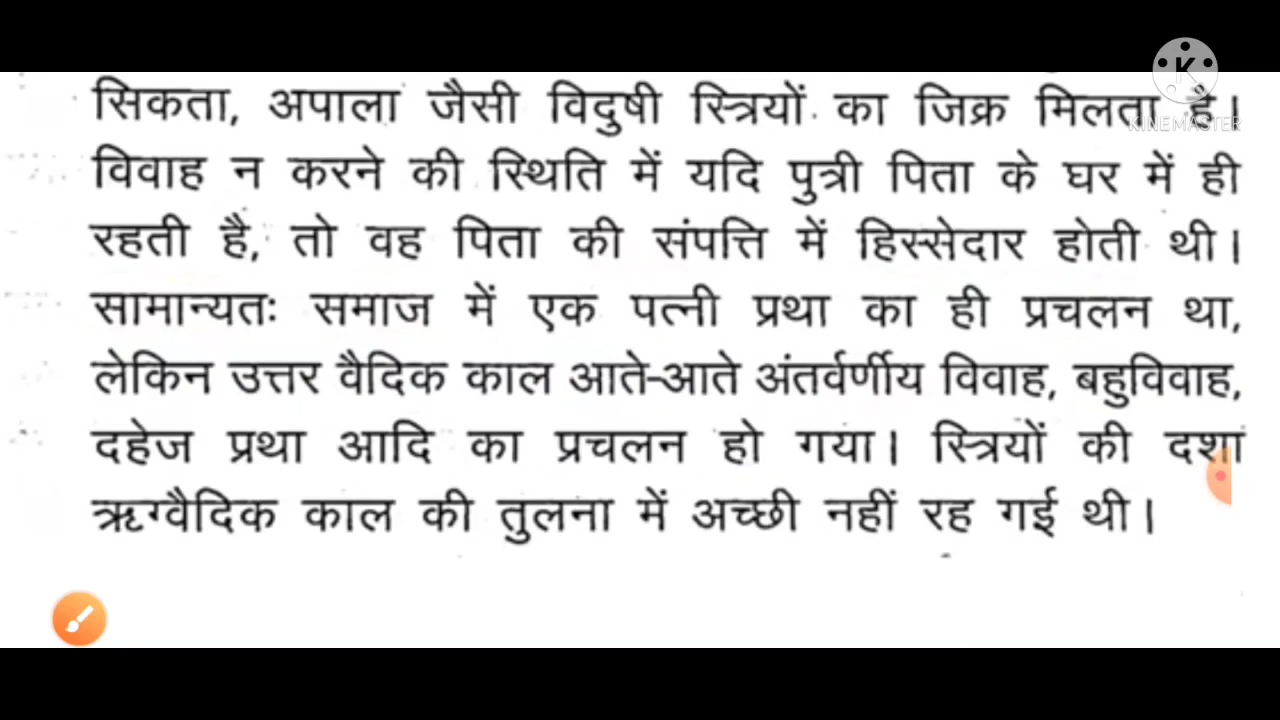 सिकता, अपाला जैसी विदुषी स्त्रियों का जिक्र मिलता है।
विवाह न करने की स्थिति में यदि पुत्री पिता के घर में ही
रहती है, तो वह पिता की संपत्ति में हिस्सेदार होती थी।
सामान्यतः समाज में एक पत्नी प्रथा का ही प्रचलन था,
लेकिन उत्तर वैदिक काल आते-आते अंतर्वर्णीय विवाह, बहुविवाह,
दहेज प्रथा आदि का प्रचलन हो गया। स्त्रियों की दशा
ऋग्वैदिक काल की तुलना में अच्छी नहीं रह गई थी।
K
KINEMASTER